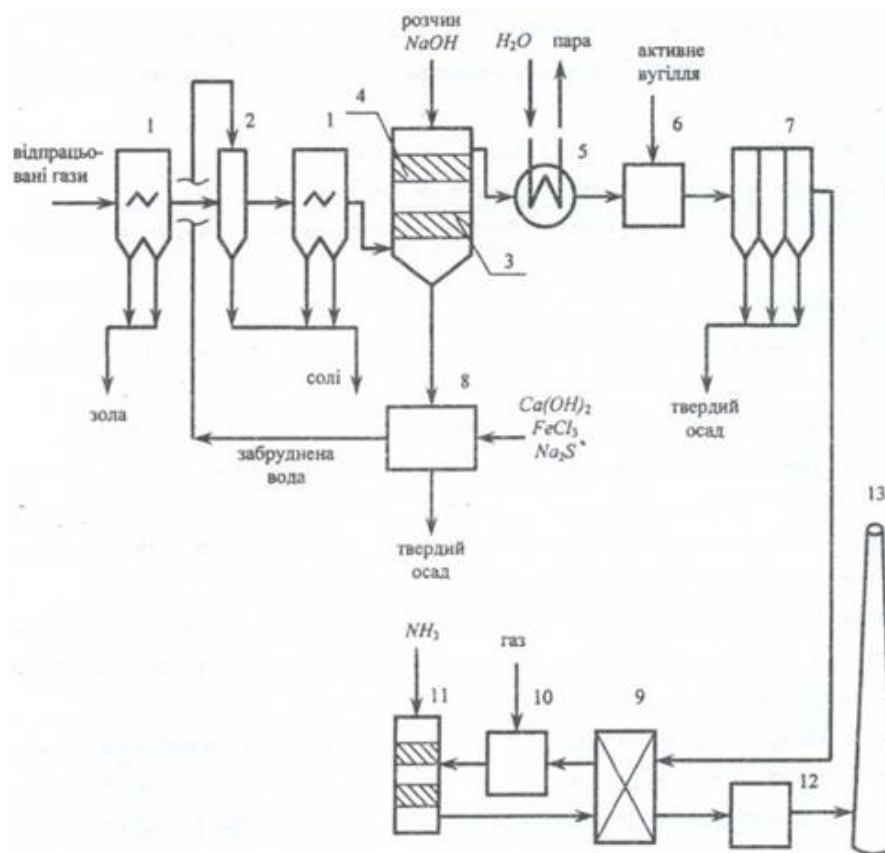 розчин
NaOH
H₂O
пара
активне
вугілля
4
1
2
1
5
6
7
відпрацьо-
вані гази
3
солі
зола
8
Ca(OH)₂
FeCl₃
Na₂S
твердий
осад
забруднена
вода
13
твердий
осад
NH₃
газ
11
10
9
12